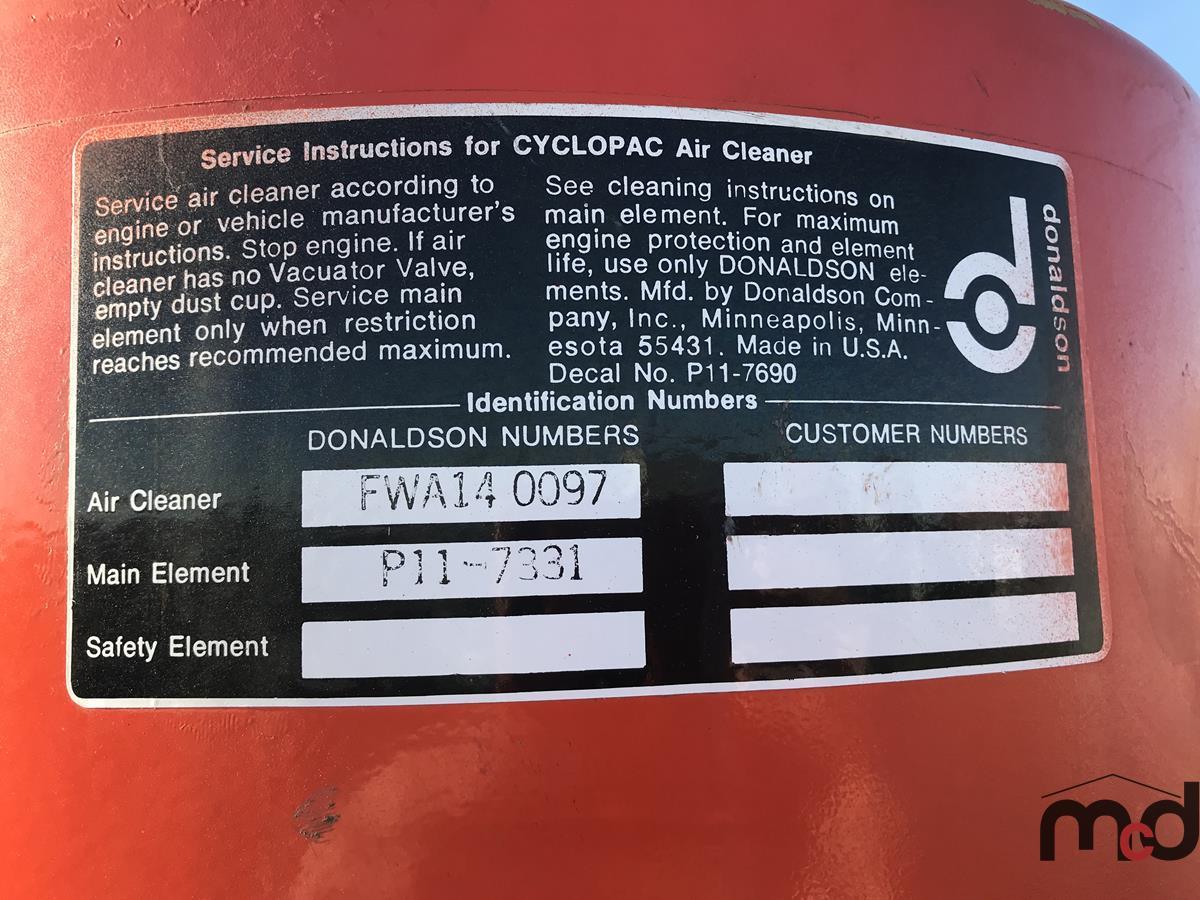 Service Instructions for CYCLOPAC Air Cleaner
Service air cleaner according to
engine or vehicle manufacturer's
instructions. Stop engine. If air
cleaner has no Vacuator Valve,
empty dust cup. Service main
element only when restriction
reaches recommended maximum.
See cleaning instructions on
main element. For maximum
engine protection and element
life, use only DONALDSON ele-
ments. Mfd. by Donaldson Com-
pany, Inc., Minneapolis, Minn-
esota 55431. Made in U.S.A.
Decal No. P11-7690
donaldson
Identification Numbers
DONALDSON NUMBERS CUSTOMER NUMBERS
Air Cleaner FWA14 0097
Main Element P11-7331
Safety Element
mcd